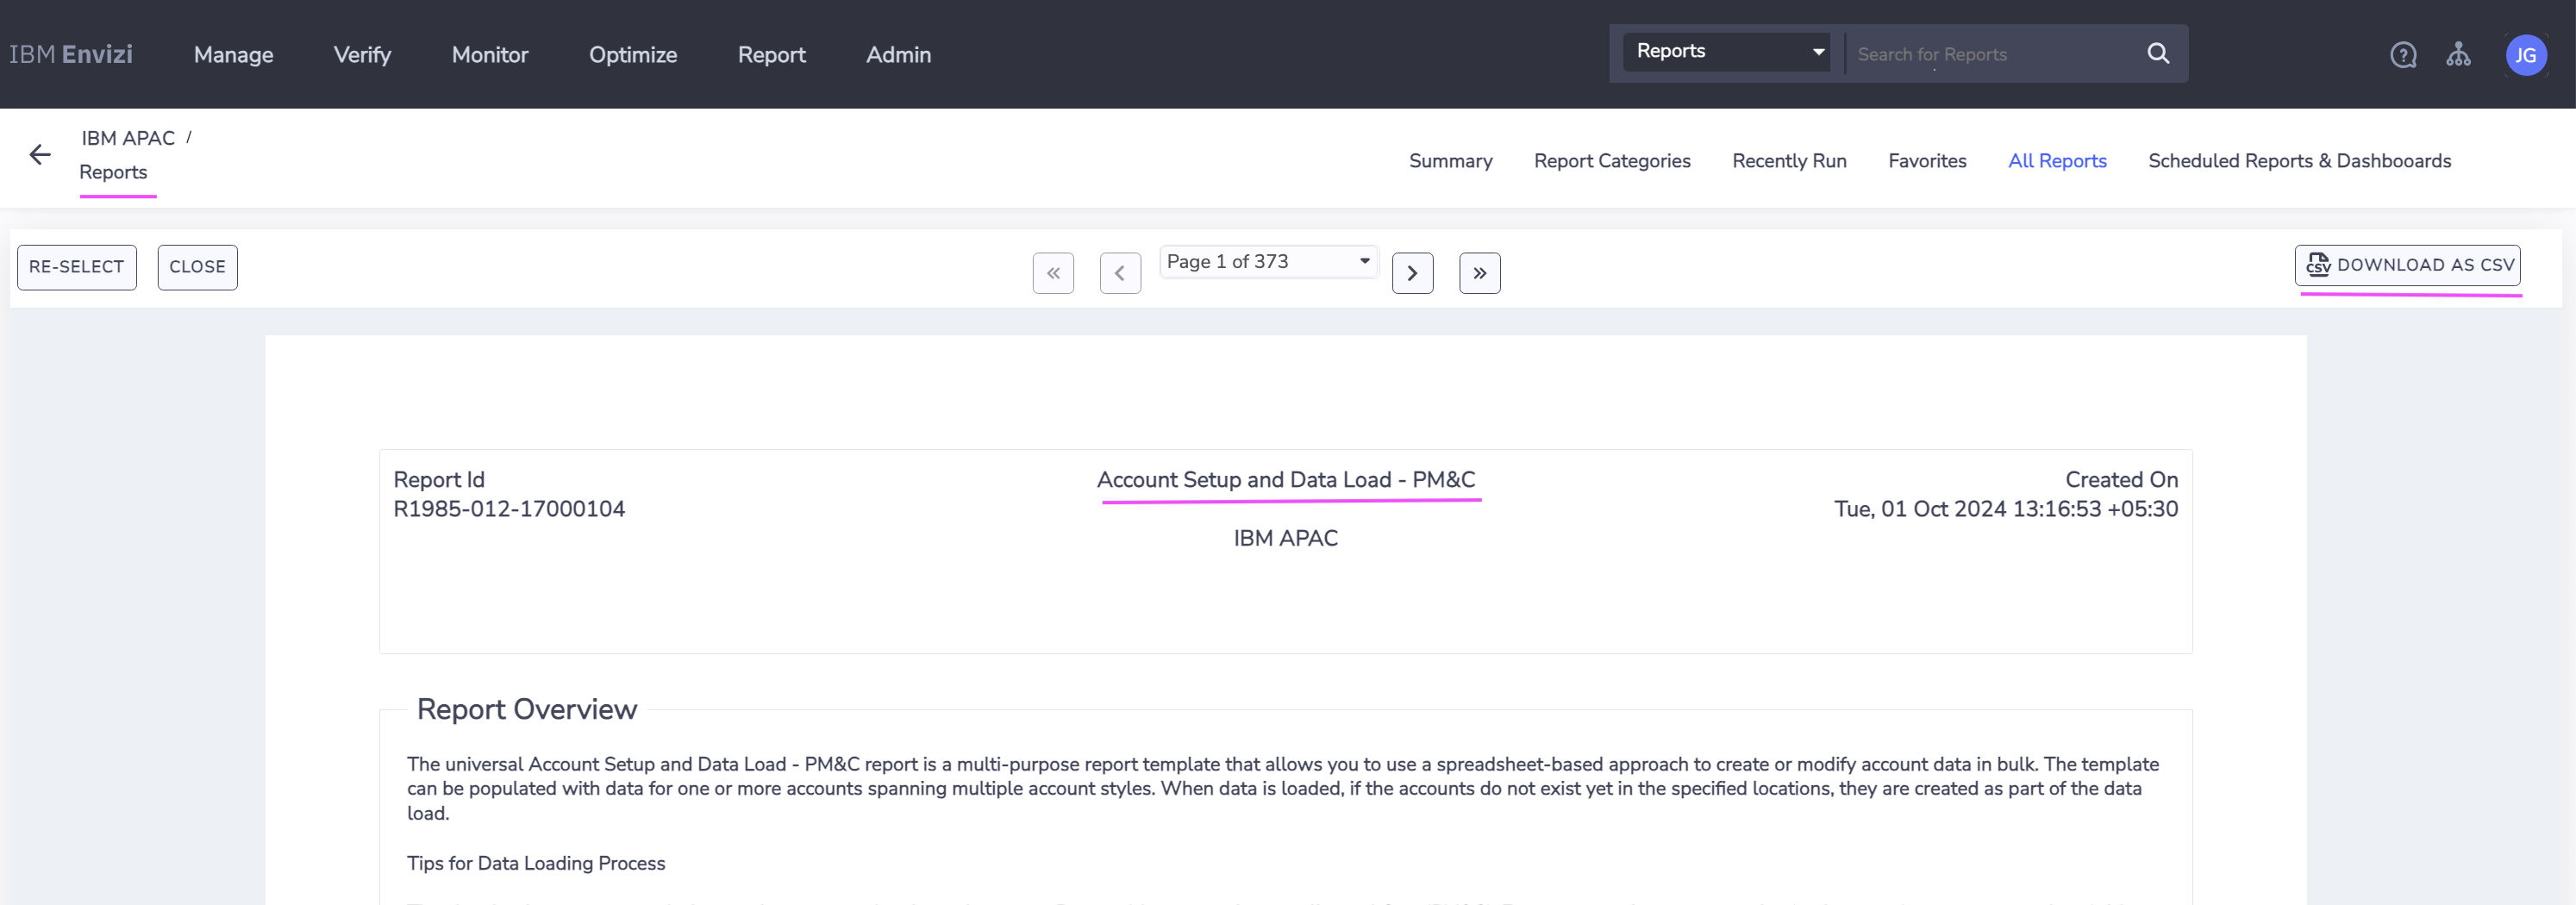 IBM Envizi Manage Verify Monitor Optimize Report Admin Reports Search for Reports JG
IBM APAC /
Reports
Summary Report Categories Recently Run Favorites All Reports Scheduled Reports & Dashbooards
RE-SELECT CLOSE Page 1 of 373 CSV DOWNLOAD AS CSV
Report Id Account Setup and Data Load - PM&C Created On
R1985-012-17000104 Tue, 01 Oct 2024 13:16:53 +05:30
IBM APAC
Report Overview
The universal Account Setup and Data Load - PM&C report is a multi-purpose report template that allows you to use a spreadsheet-based approach to create or modify account data in bulk. The template
can be populated with data for one or more accounts spanning multiple account styles. When data is loaded, if the accounts do not exist yet in the specified locations, they are created as part of the data
load.
Tips for Data Loading Process